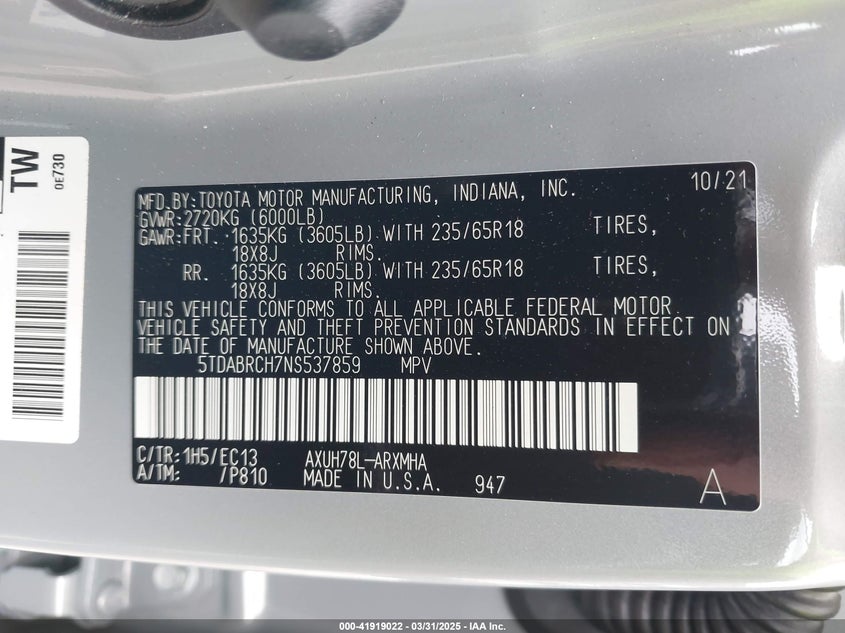 TW
0E730
MFD.BY:TOYOTA MOTOR MANUFACTURING, INDIANA, INC. 10/21
GVWR:2720KG (6000LB)
GAWR:FRT. 1635KG (3605LB) WITH 235/65R18 TIRES,
18X8J RIMS.
RR. 1635KG (3605LB) WITH 235/65R18 TIRES,
18X8J RIMS.
THIS VEHICLE CONFORMS TO ALL APPLICABLE FEDERAL MOTOR
VEHICLE SAFETY AND THEFT PREVENTION STANDARDS IN EFFECT ON
THE DATE OF MANUFACTURE SHOWN ABOVE.
5TDABRCH7NS537859 MPV
C/TR:1H5/EC13 AXUH78L-ARXMHA
A/TM: /P810 MADE IN U.S.A. 947 A
000-41919022 - 03/31/2025 - IAA Inc.